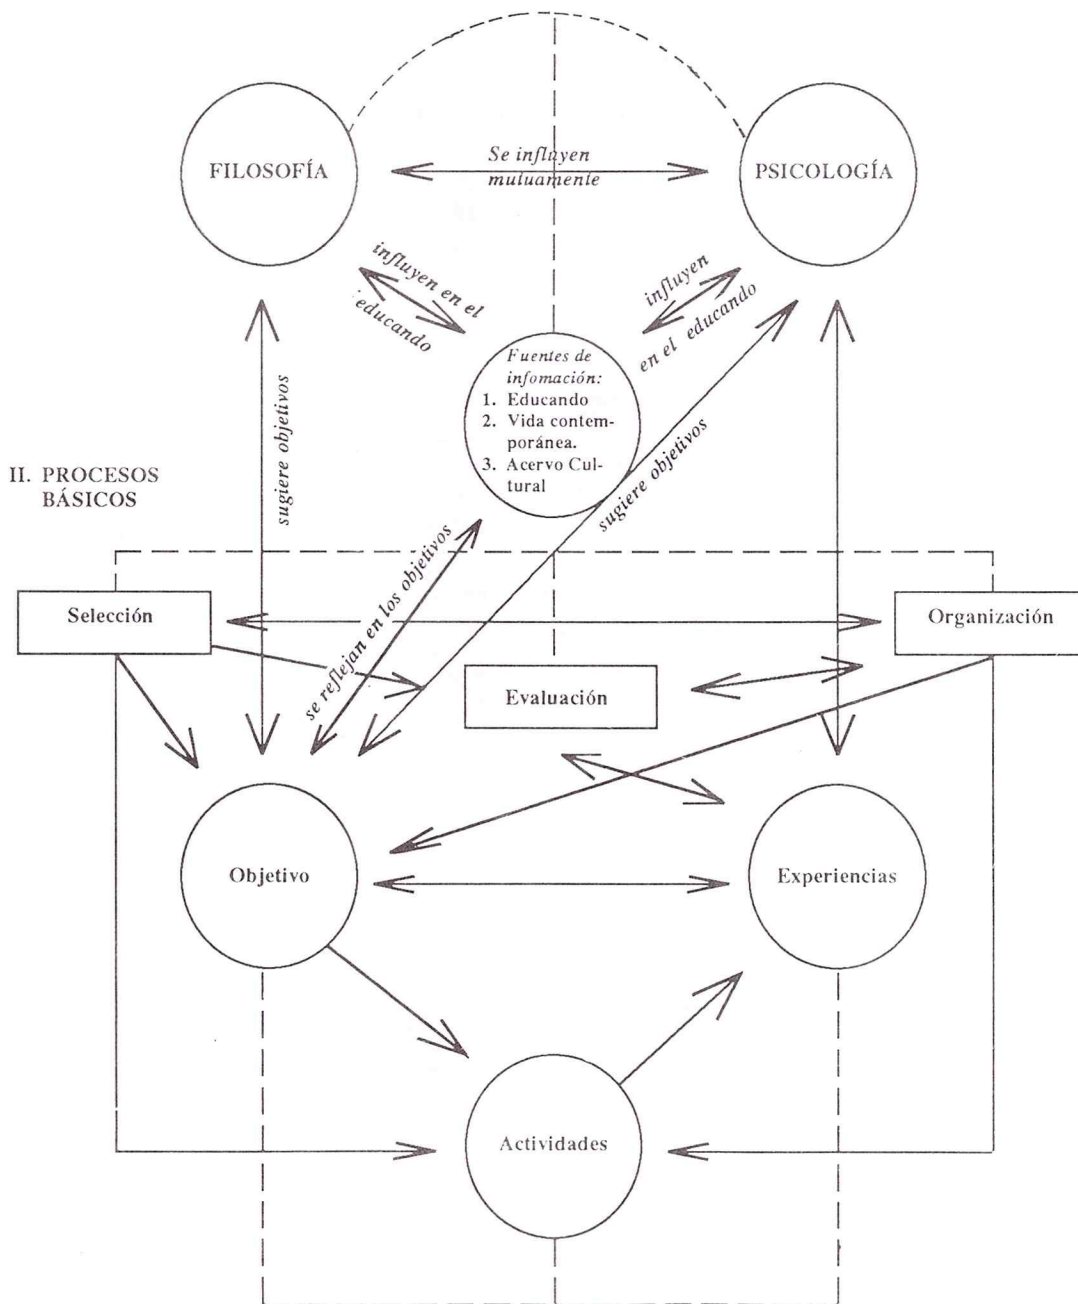 FILOSOFÍA
Se influyen
mutuamente
PSICOLOGÍA
influyen en el
educando
influyen
en el educando
Fuentes de
infomación:
1. Educando
2. Vida contem-
poránea.
3. Acervo Cul-
tural
sugiere objetivos
sugiere objetivos
II. PROCESOS
BÁSICOS
se reflejan en los objetivos
Selección
Organización
Evaluación
Objetivo
Experiencias
Actividades